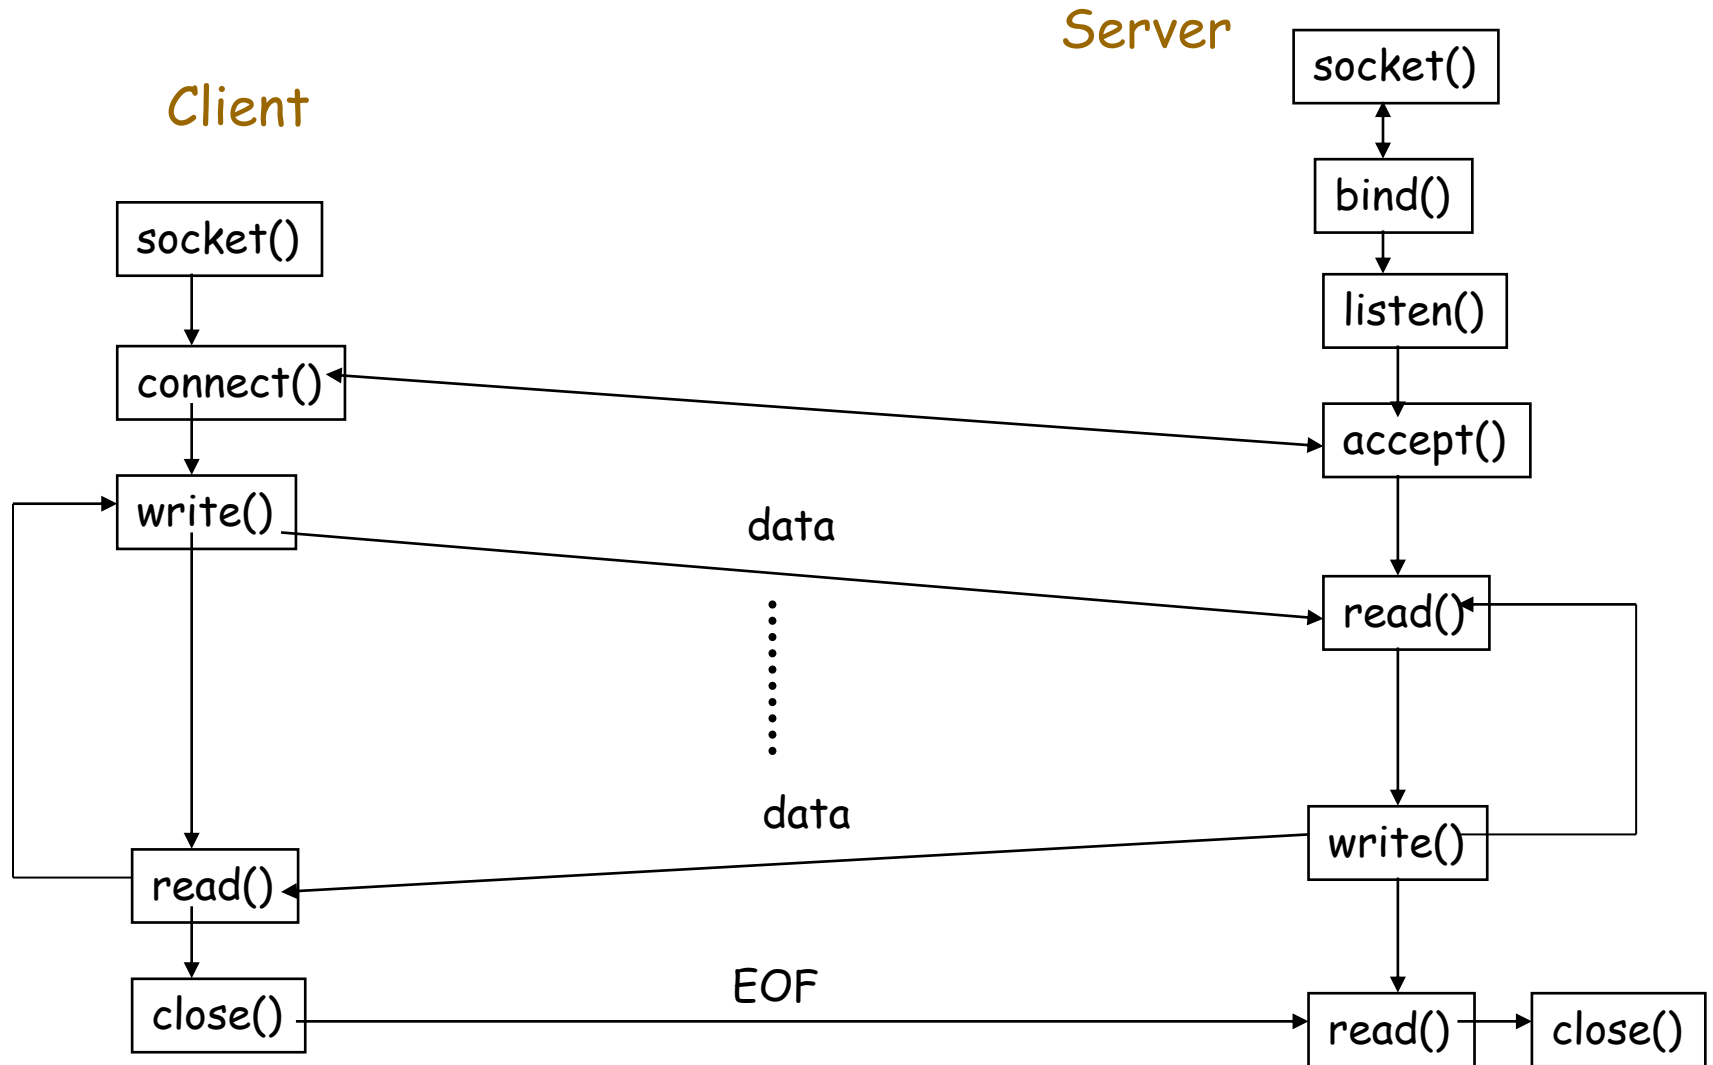 Server
socket()
Client
bind()
socket()
listen()
connect()
accept()
write()
data
read()
data
write()
read()
EOF
close()
read()
close()